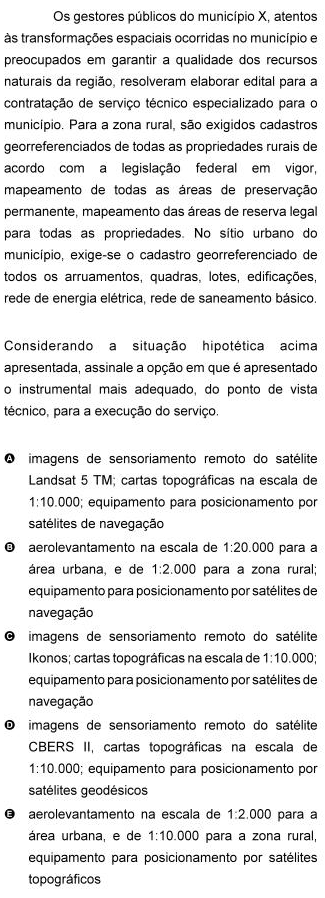 Os gestores públicos do município X, atentos
às transformações espaciais ocorridas no município e
preocupados em garantir a qualidade dos recursos
naturais da região, resolveram elaborar edital para a
contratação de serviço técnico especializado para o
município. Para a zona rural, são exigidos cadastros
georreferenciados de todas as propriedades rurais de
acordo com a legislação federal em vigor,
mapeamento de todas as áreas de preservação
permanente, mapeamento das áreas de reserva legal
para todas as propriedades. No sítio urbano do
município, exige-se o cadastro georreferenciado de
todos os arruamentos, quadras, lotes, edificações,
rede de energia elétrica, rede de saneamento básico.
Considerando a situação hipotética acima
apresentada, assinale a opção em que é apresentado
o instrumental mais adequado, do ponto de vista
técnico, para a execução do serviço.
A imagens de sensoriamento remoto do satélite
Landsat 5 TM; cartas topográficas na escala de
1:10.000; equipamento para posicionamento por
satélites de navegação
B aerolevantamento na escala de 1:20.000 para a
área urbana, e de 1:2.000 para a zona rural;
equipamento para posicionamento por satélites de
navegação
C imagens de sensoriamento remoto do satélite
Ikonos; cartas topográficas na escala de 1:10.000;
equipamento para posicionamento por satélites de
navegação
D imagens de sensoriamento remoto do satélite
CBERS II, cartas topográficas na escala de
1:10.000; equipamento para posicionamento por
satélites geodésicos
E aerolevantamento na escala de 1:2.000 para a
área urbana, e de 1:10.000 para a zona rural,
equipamento para posicionamento por satélites
topográficos